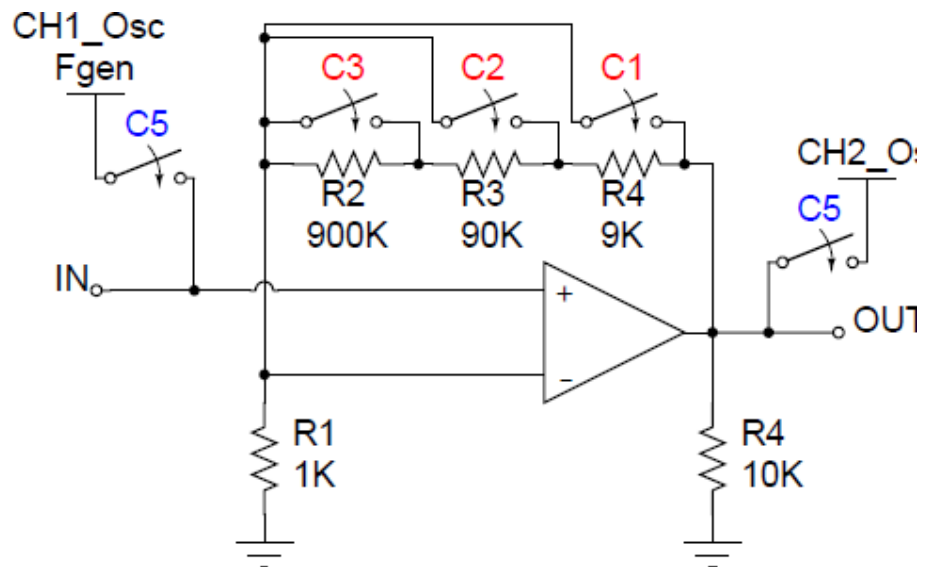 CH1_Osc
Fgen
C5
C3
C2
C1
R2
900K
R3
90K
R4
9K
CH2_Os
C5
IN
+
−
OUT
R1
1K
R4
10K